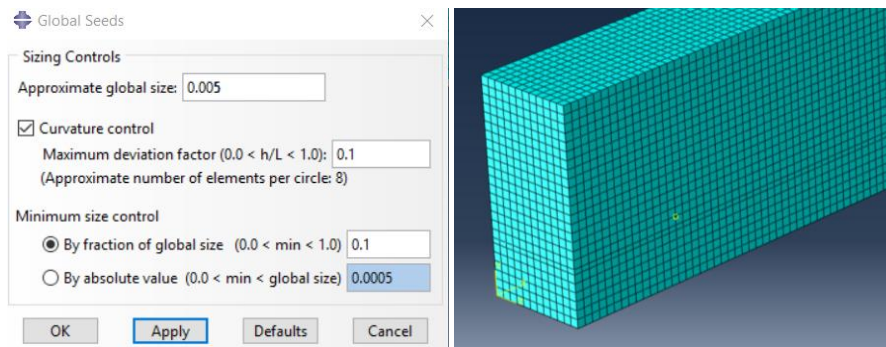 Global Seeds
Sizing Controls
Approximate global size: 0.005
Curvature control
Maximum deviation factor (0.0 < h/L < 1.0): 0.1
(Approximate number of elements per circle: 8)
Minimum size control
By fraction of global size (0.0 < min < 1.0) 0.1
By absolute value (0.0 < min < global size) 0.0005
OK Apply Defaults Cancel